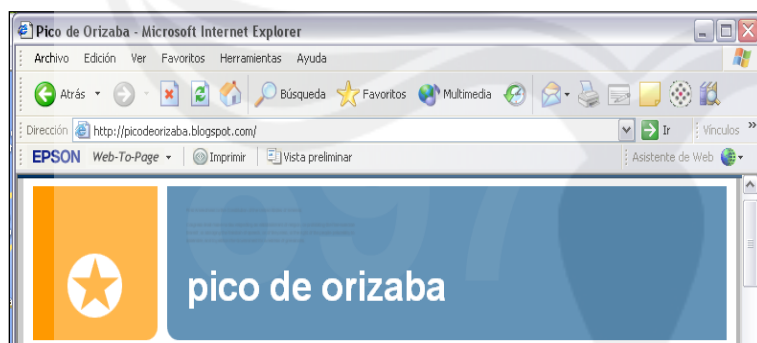 Pico de Orizaba - Microsoft Internet Explorer
Archivo Edición Ver Favoritos Herramientas Ayuda
Atrás Búsqueda Favoritos Multimedia
Dirección http://picodeorizaba.blogspot.com/ Ir Vínculos »
EPSON Web-To-Page Imprimir Vista preliminar Asistente de Web
pico de orizaba